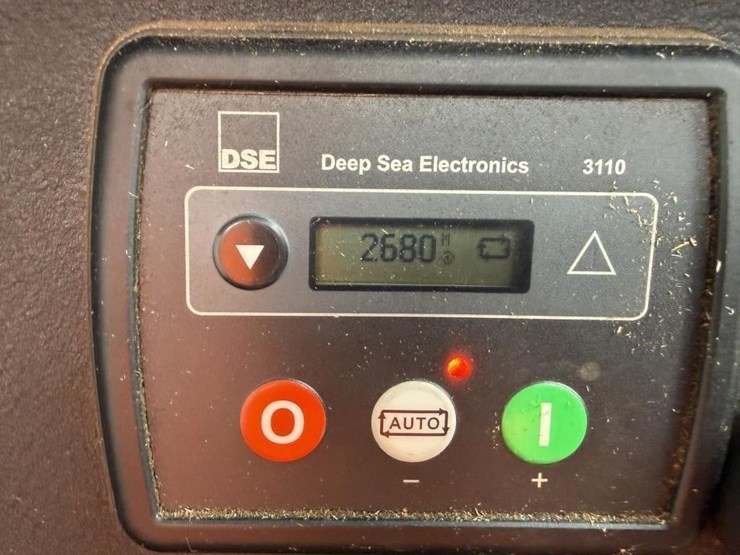 DSE
Deep Sea Electronics 3110
2680 M
O AUTO I
− +